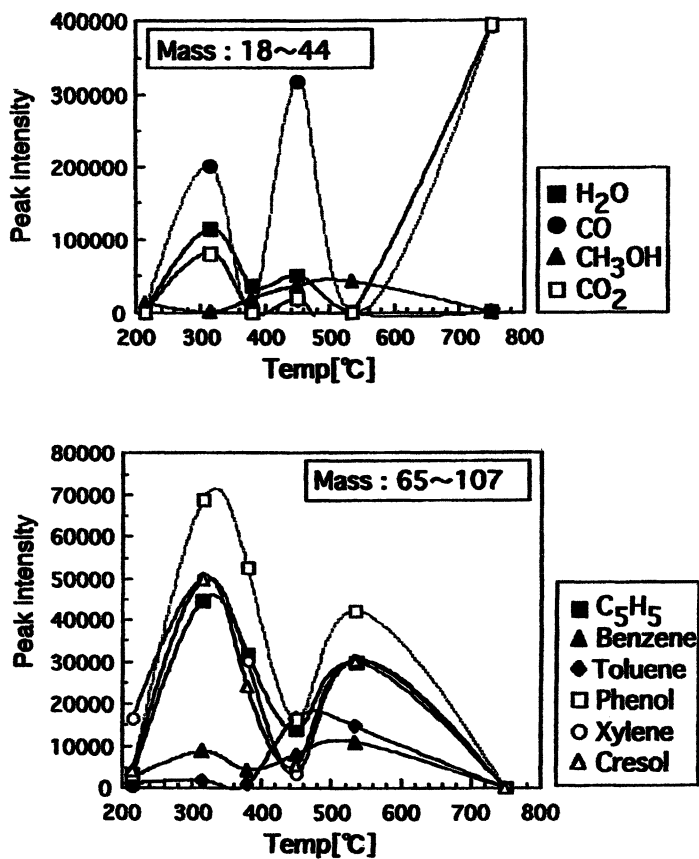 Mass : 18~44
400000
300000
200000
100000
0
Peak Intensity
200 300 400 500 600 700 800
Temp[°C]
H2O
CO
CH3OH
CO2
Mass : 65~107
80000
70000
60000
50000
40000
30000
20000
10000
0
Peak Intensity
200 300 400 500 600 700 800
Temp[°C]
C5H5
Benzene
Toluene
Phenol
Xylene
Cresol